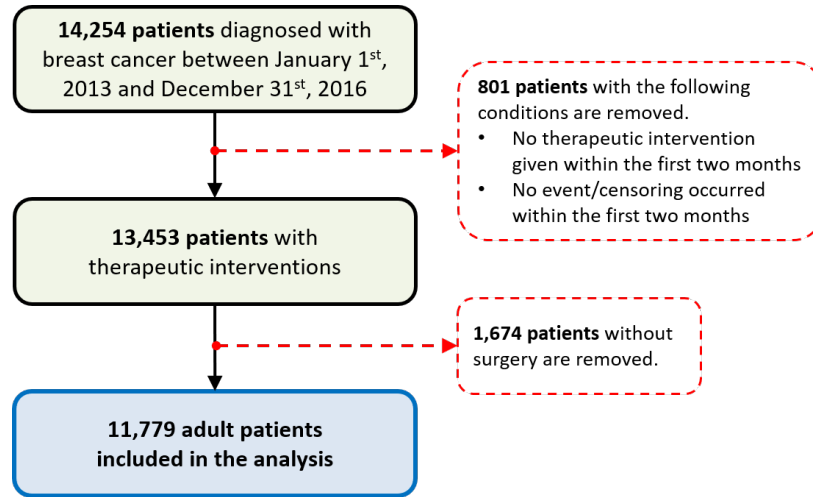 14,254 patients diagnosed with
breast cancer between January 1st,
2013 and December 31st, 2016
801 patients with the following
conditions are removed.
• No therapeutic intervention
given within the first two months
• No event/censoring occurred
within the first two months
13,453 patients with
therapeutic interventions
1,674 patients without
surgery are removed.
11,779 adult patients
included in the analysis